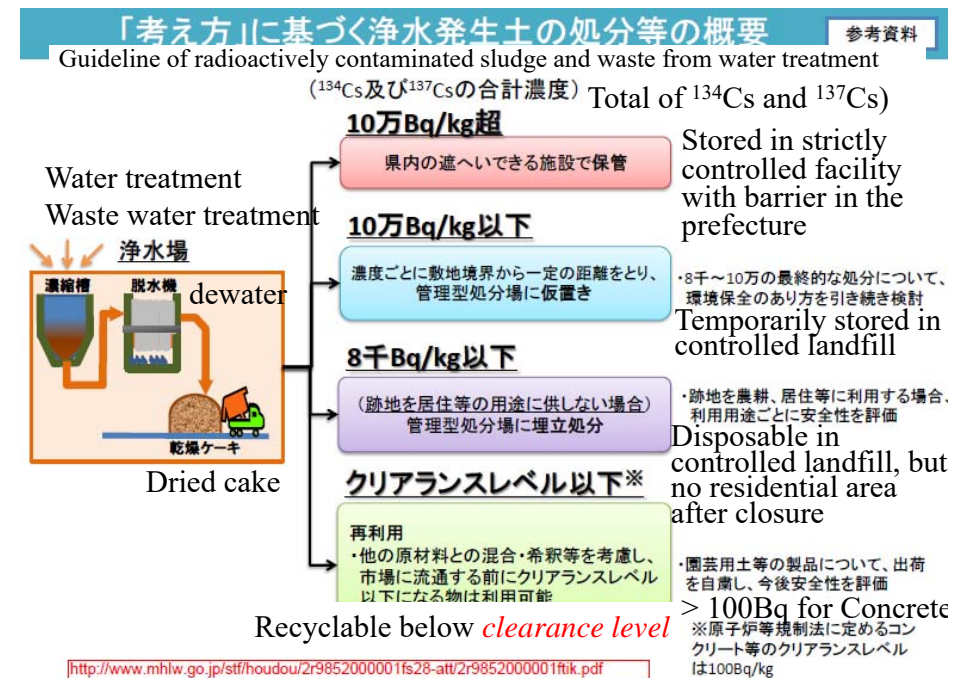 「考え方」に基づく浄水発生土の処分等の概要
参考資料
Guideline of radioactively contaminated sludge and waste from water treatment
（¹³⁴Cs及び¹³⁷Csの合計濃度）
Total of ¹³⁴Cs and ¹³⁷Cs)
10万Bq/kg超
県内の遮へいできる施設で保管
Stored in strictly
controlled facility
with barrier in the
prefecture
Water treatment
Waste water treatment
浄水場
濃縮槽
脱水機
dewater
乾燥ケーキ
Dried cake
10万Bq/kg以下
濃度ごとに敷地境界から一定の距離をとり、
管理型処分場に仮置き
・8千～10万の最終的な処分について、
環境保全のあり方を引き続き検討
Temporarily stored in
controlled landfill
8千Bq/kg以下
（跡地を居住等の用途に供しない場合）
管理型処分場に埋立処分
・跡地を農耕、居住等に利用する場合、
利用用途ごとに安全性を評価
Disposable in
controlled landfill, but
no residential area
after closure
クリアランスレベル以下※
再利用
・他の原材料との混合・希釈等を考慮し、
市場に流通する前にクリアランスレベル
以下になる物は利用可能
・園芸用土等の製品について、出荷
を自粛し、今後安全性を評価
> 100Bq for Concrete
※原子炉等規制法に定めるコン
クリート等のクリアランスレベル
は100Bq/kg
Recyclable below clearance level
http://www.mhlw.go.jp/stf/houdou/2r9852000001fs28-att/2r9852000001ftik.pdf